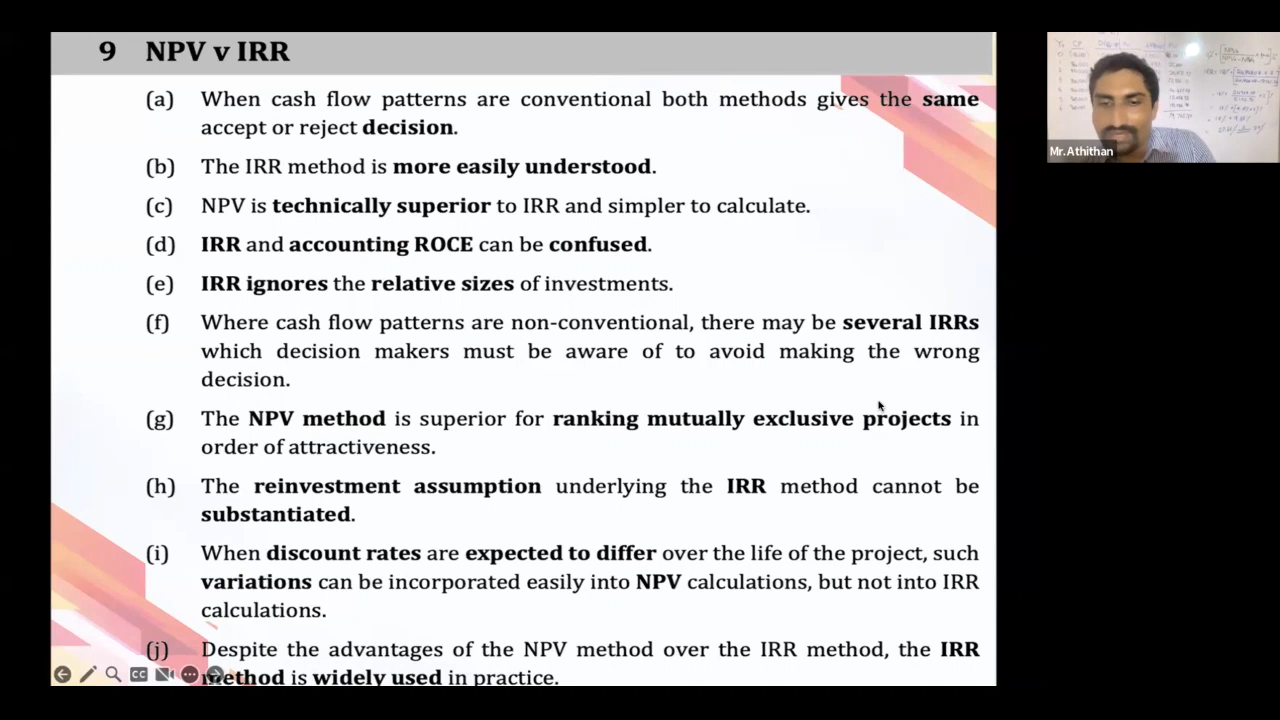 9 NPV v IRR
(a) When cash flow patterns are conventional both methods gives the same
accept or reject decision.
(b) The IRR method is more easily understood.
(c) NPV is technically superior to IRR and simpler to calculate.
(d) IRR and accounting ROCE can be confused.
(e) IRR ignores the relative sizes of investments.
(f) Where cash flow patterns are non-conventional, there may be several IRRs
which decision makers must be aware of to avoid making the wrong
decision.
(g) The NPV method is superior for ranking mutually exclusive projects in
order of attractiveness.
(h) The reinvestment assumption underlying the IRR method cannot be
substantiated.
(i) When discount rates are expected to differ over the life of the project, such
variations can be incorporated easily into NPV calculations, but not into IRR
calculations.
(j) Despite the advantages of the NPV method over the IRR method, the IRR
method is widely used in practice.
CC
Mr.Athithan